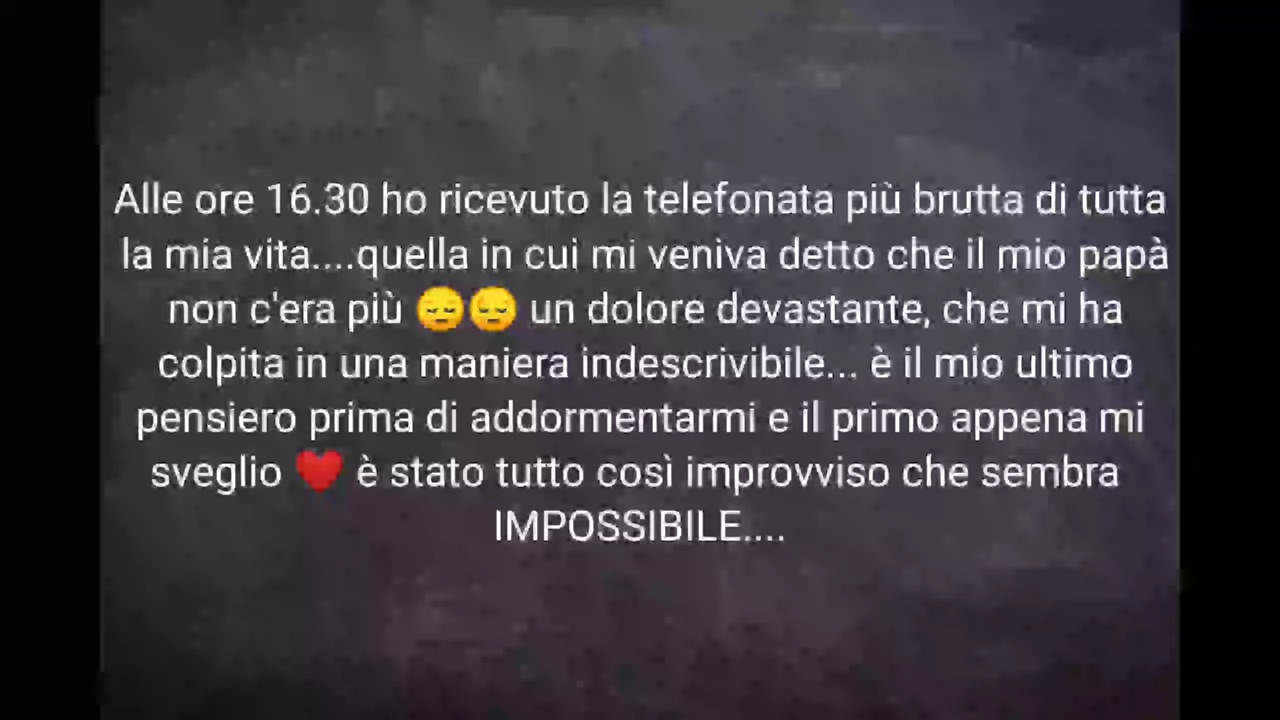 Alle ore 16.30 ho ricevuto la telefonata più brutta di tutta
la mia vita....quella in cui mi veniva detto che il mio papà
non c'era più 😔😔 un dolore devastante, che mi ha
colpita in una maniera indescrivibile... è il mio ultimo
pensiero prima di addormentarmi e il primo appena mi
sveglio ♥️ è stato tutto così improvviso che sembra
IMPOSSIBILE....